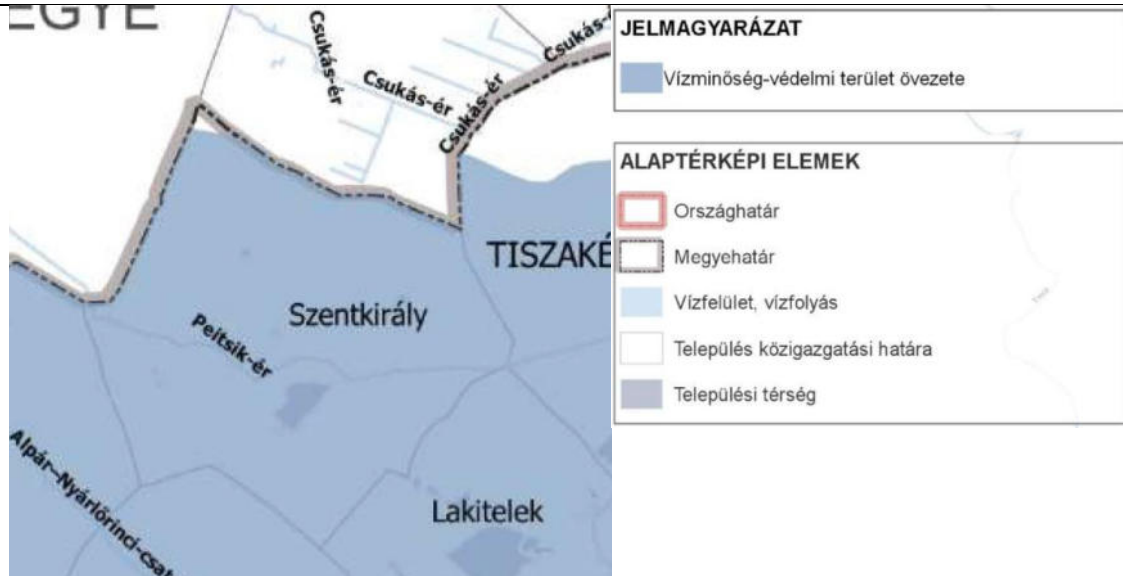 EGYE
Csukás-ér
Csukás-ér
Csukás-ér
Csukás-
TISZAKÉ
Szentkirály
Peitsik-ér
Alpár–Nyárlőrinci-csat
Lakitelek
JELMAGYARÁZAT
Vízminőség-védelmi terület övezete
ALAPTÉRKÉPI ELEMEK
Országhatár
Megyehatár
Vízfelület, vízfolyás
Település közigazgatási határa
Települési térség